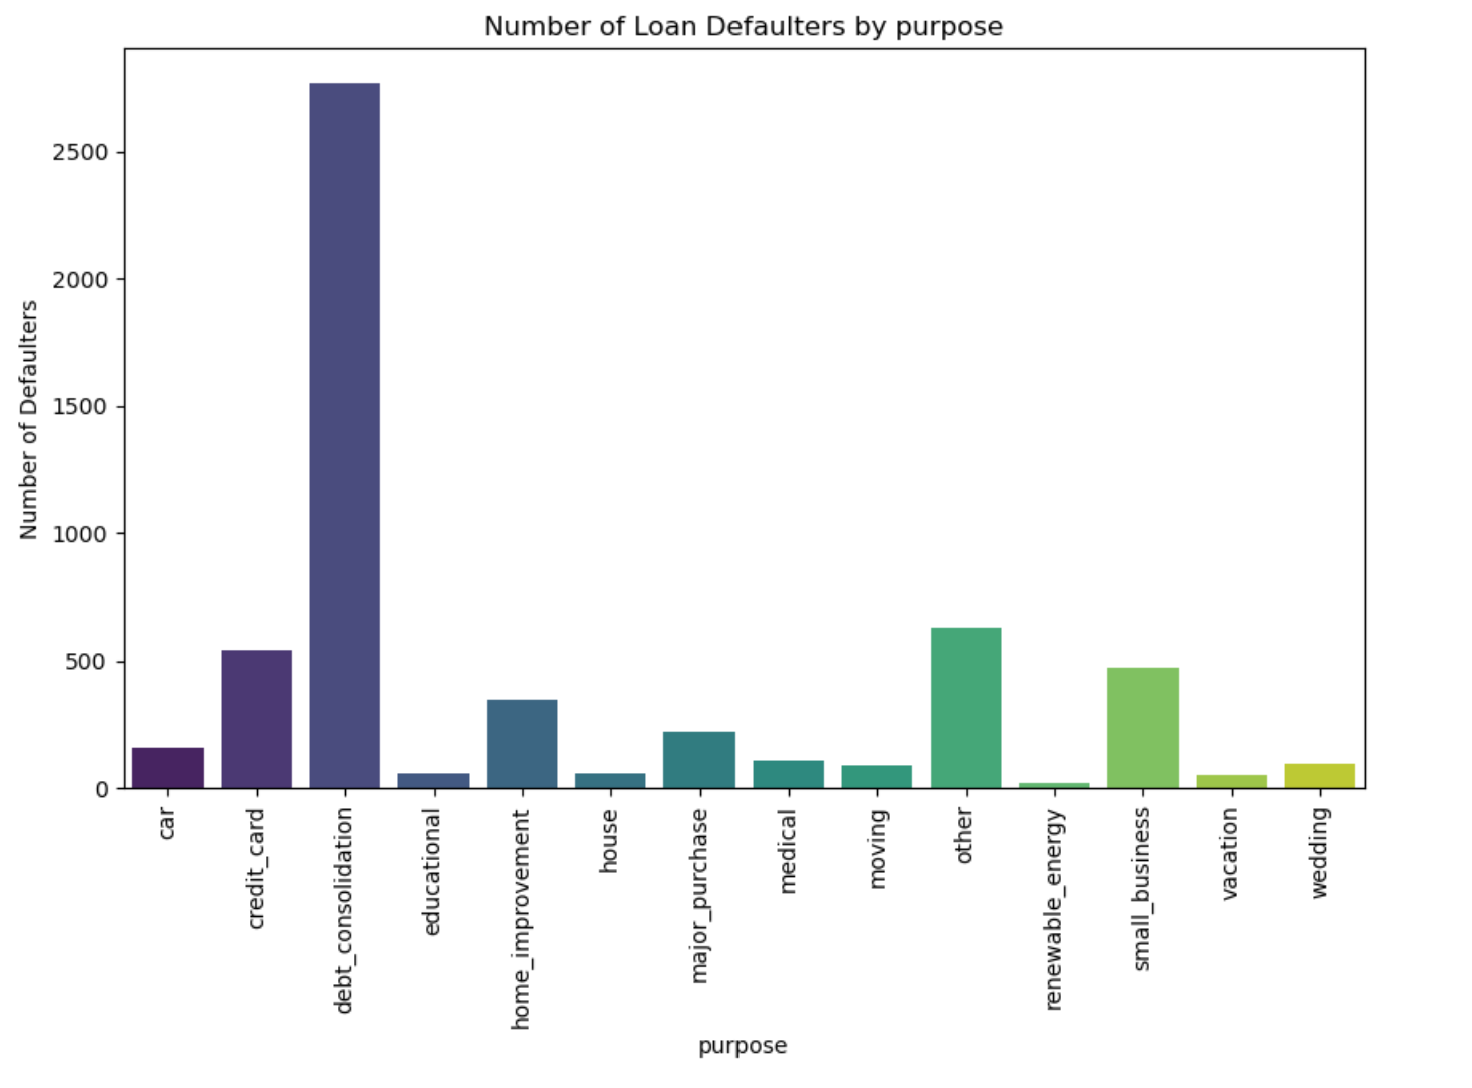 Number of Loan Defaulters by purpose
Number of Defaulters
2500
2000
1500
1000
500
0
car
credit_card
debt_consolidation
educational
home_improvement
house
major_purchase
medical
moving
other
renewable_energy
small_business
vacation
wedding
purpose